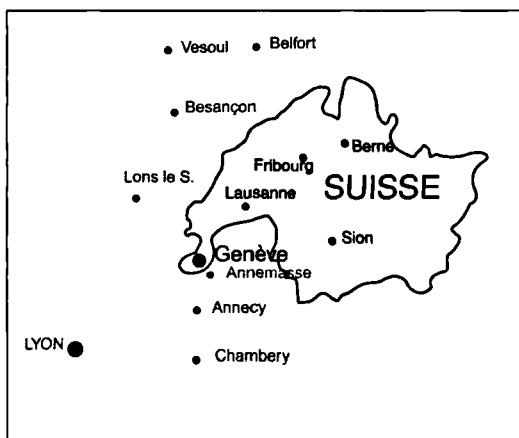 Vesoul
Belfort
Besançon
Berne
Fribourg
Lons le S.
Lausanne
SUISSE
Sion
Genève
Annemasse
Annecy
LYON
Chambery